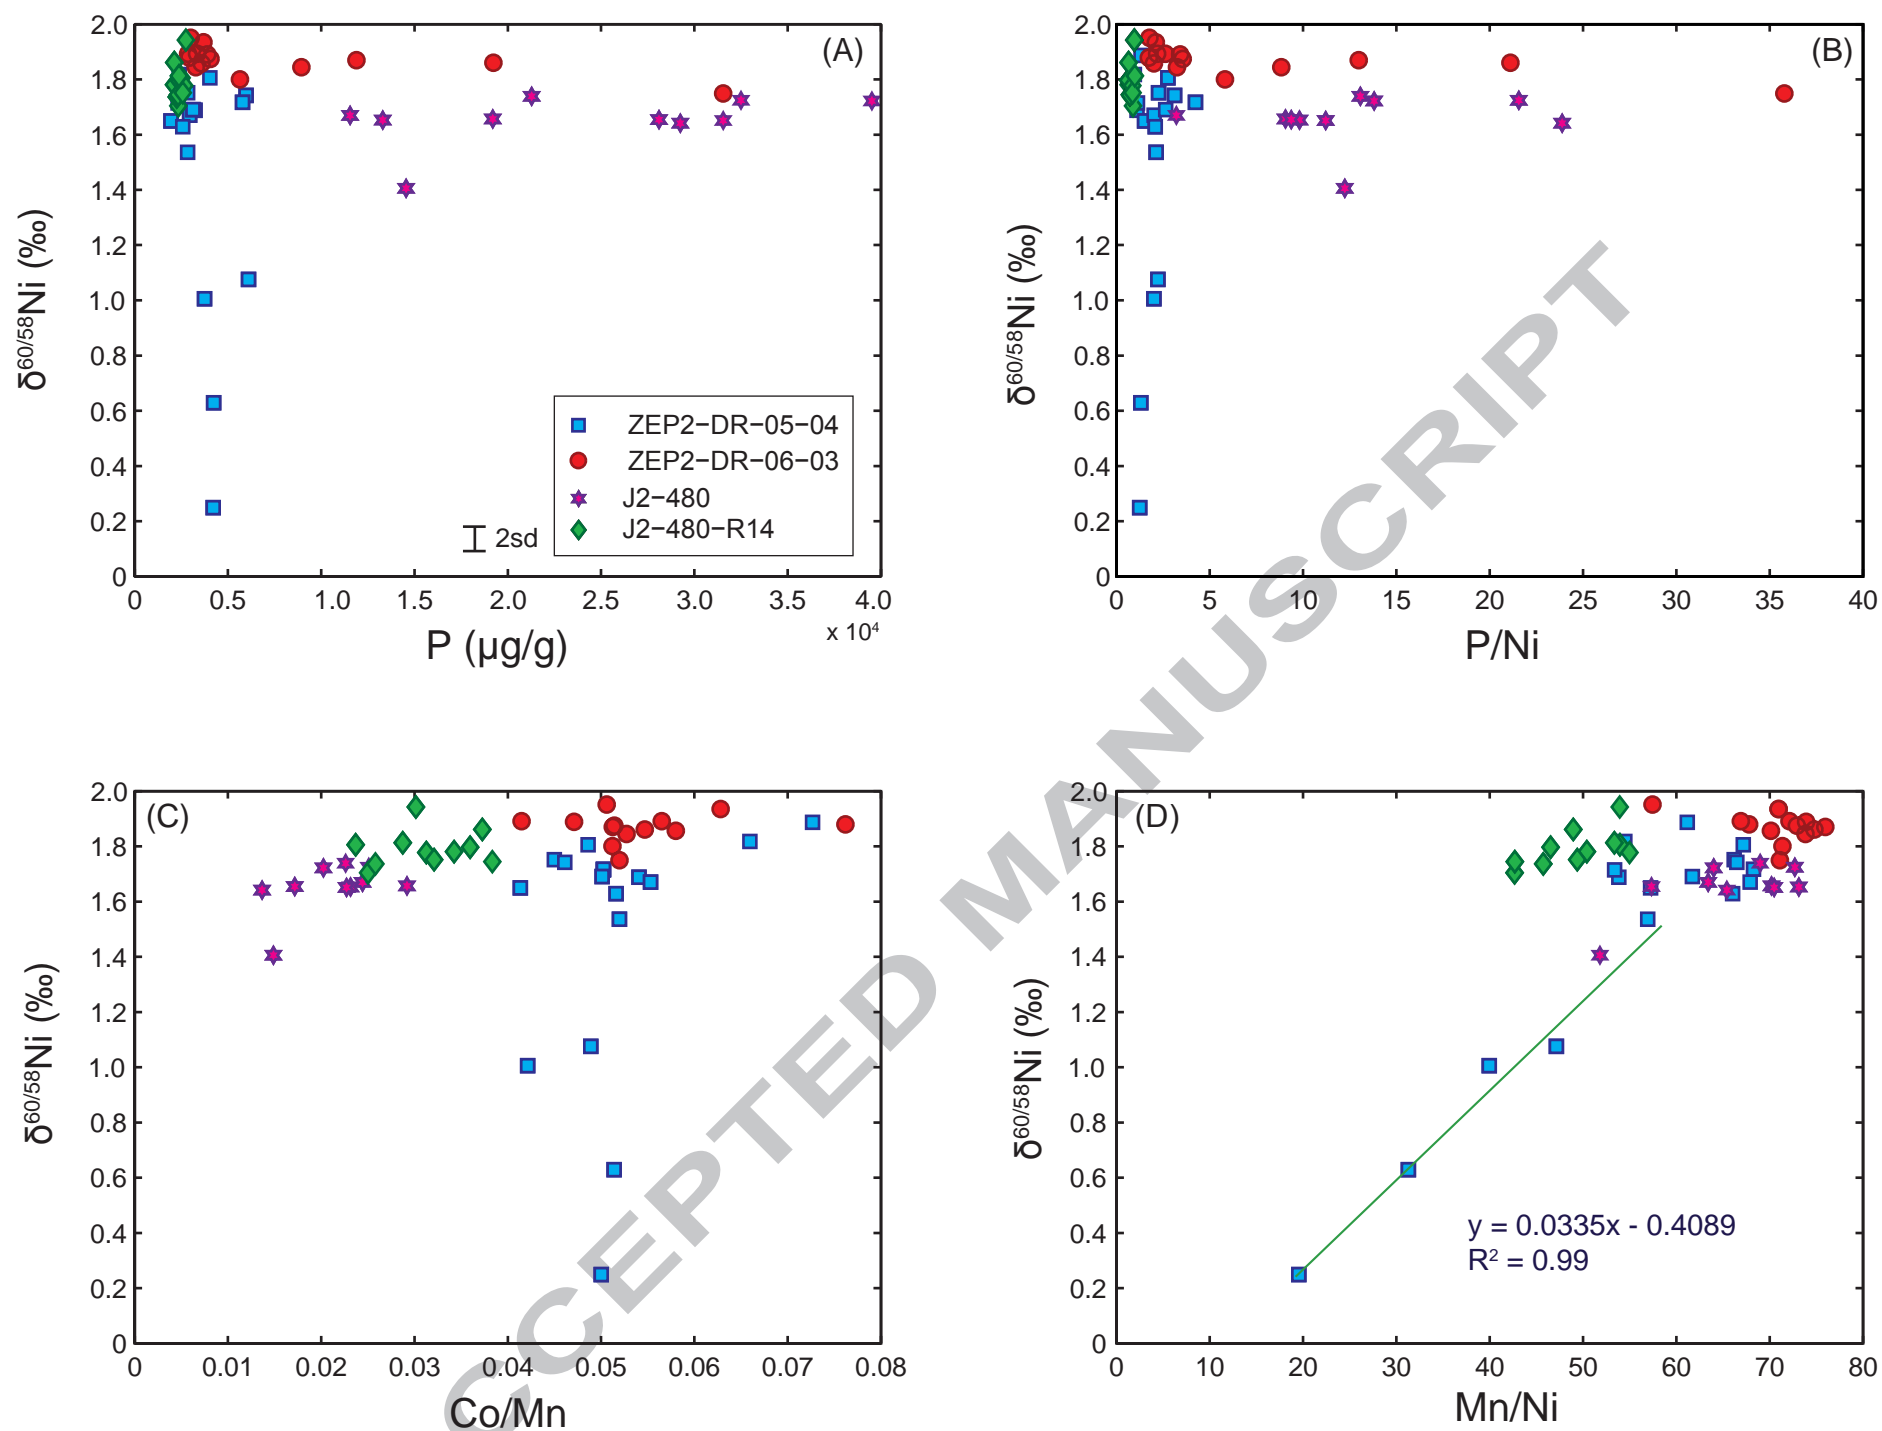 2.0
1.8
1.6
1.4
1.2
1.0
0.8
0.6
0.4
0.2
0
(A)
δ60/58Ni (‰)
ZEP2−DR−05−04
ZEP2−DR−06−03
J2−480
J2−480−R14
2sd
0 0.5 1.0 1.5 2.0 2.5 3.0 3.5 4.0
x 10⁴
P (µg/g)
2.0
1.8
1.6
1.4
1.2
1.0
0.8
0.6
0.4
0.2
0
(B)
δ60/58Ni (‰)
0 5 10 15 20 25 30 35 40
P/Ni
2.0
1.8
1.6
1.4
1.2
1.0
0.8
0.6
0.4
0.2
0
(C)
δ60/58Ni (‰)
0 0.01 0.02 0.03 0.04 0.05 0.06 0.07 0.08
Co/Mn
2.0
1.8
1.6
1.4
1.2
1.0
0.8
0.6
0.4
0.2
0
(D)
δ60/58Ni (‰)
y = 0.0335x - 0.4089
R² = 0.99
0 10 20 30 40 50 60 70 80
Mn/Ni
CCEPTED MANUSCRIPT